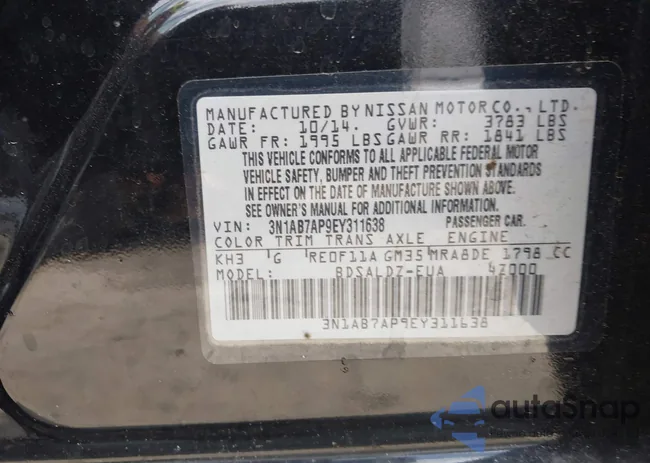 MANUFACTURED BY NISSAN MOTOR CO., LTD.
DATE: 10/14. GVWR: 3783 LBS
GAWR FR: 1995 LBS GAWR RR: 1841 LBS
THIS VEHICLE CONFORMS TO ALL APPLICABLE FEDERAL MOTOR
VEHICLE SAFETY, BUMPER AND THEFT PREVENTION STANDARDS
IN EFFECT ON THE DATE OF MANUFACTURE SHOWN ABOVE.
SEE OWNER'S MANUAL FOR ADDITIONAL INFORMATION.
VIN: 3N1AB7AP9EY311638 PASSENGER CAR.
COLOR TRIM TRANS AXLE ENGINE
KH3 G RE0F11A GM35 MRA8DE 1798 CC
MODEL: BDSALDZ-EUA 4Z000
3N1AB7AP9EY311638
autoSnap